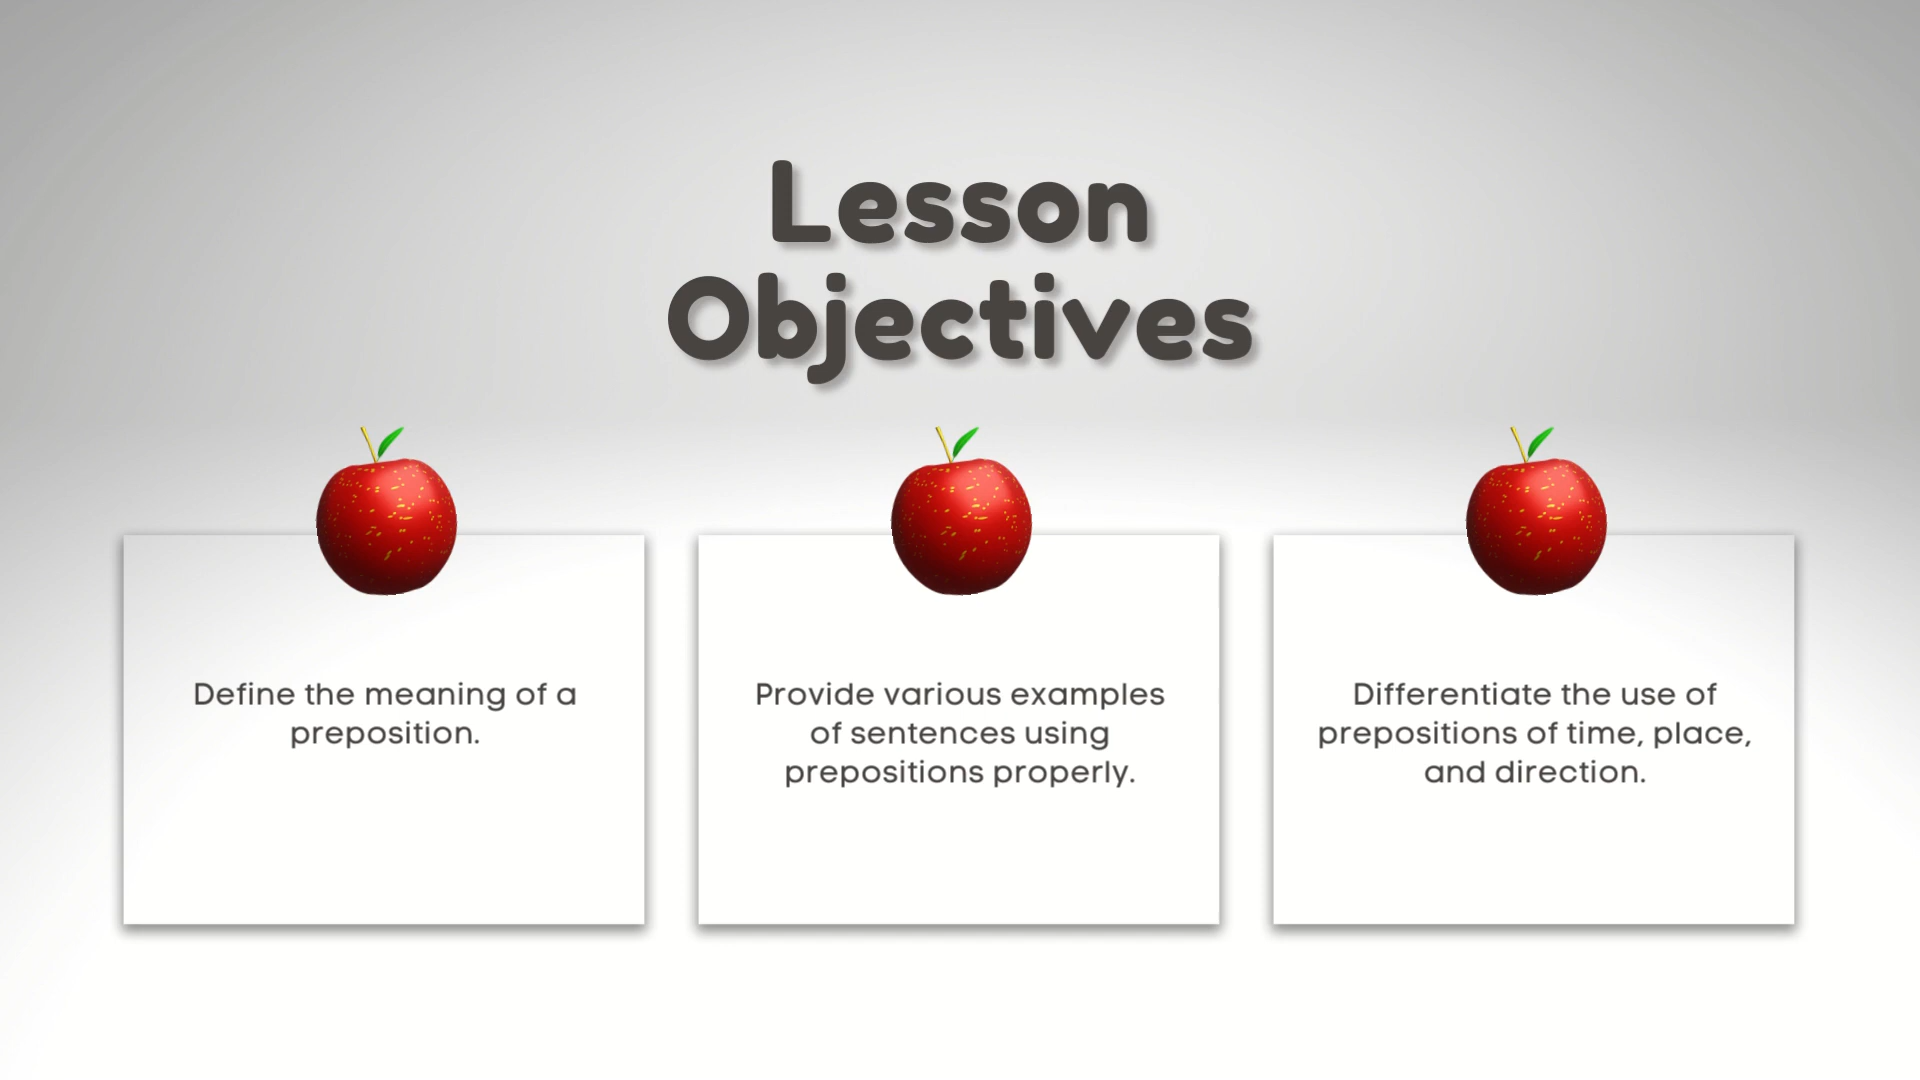 Lesson
Objectives
Define the meaning of a
preposition.
Provide various examples
of sentences using
prepositions properly.
Differentiate the use of
prepositions of time, place,
and direction.